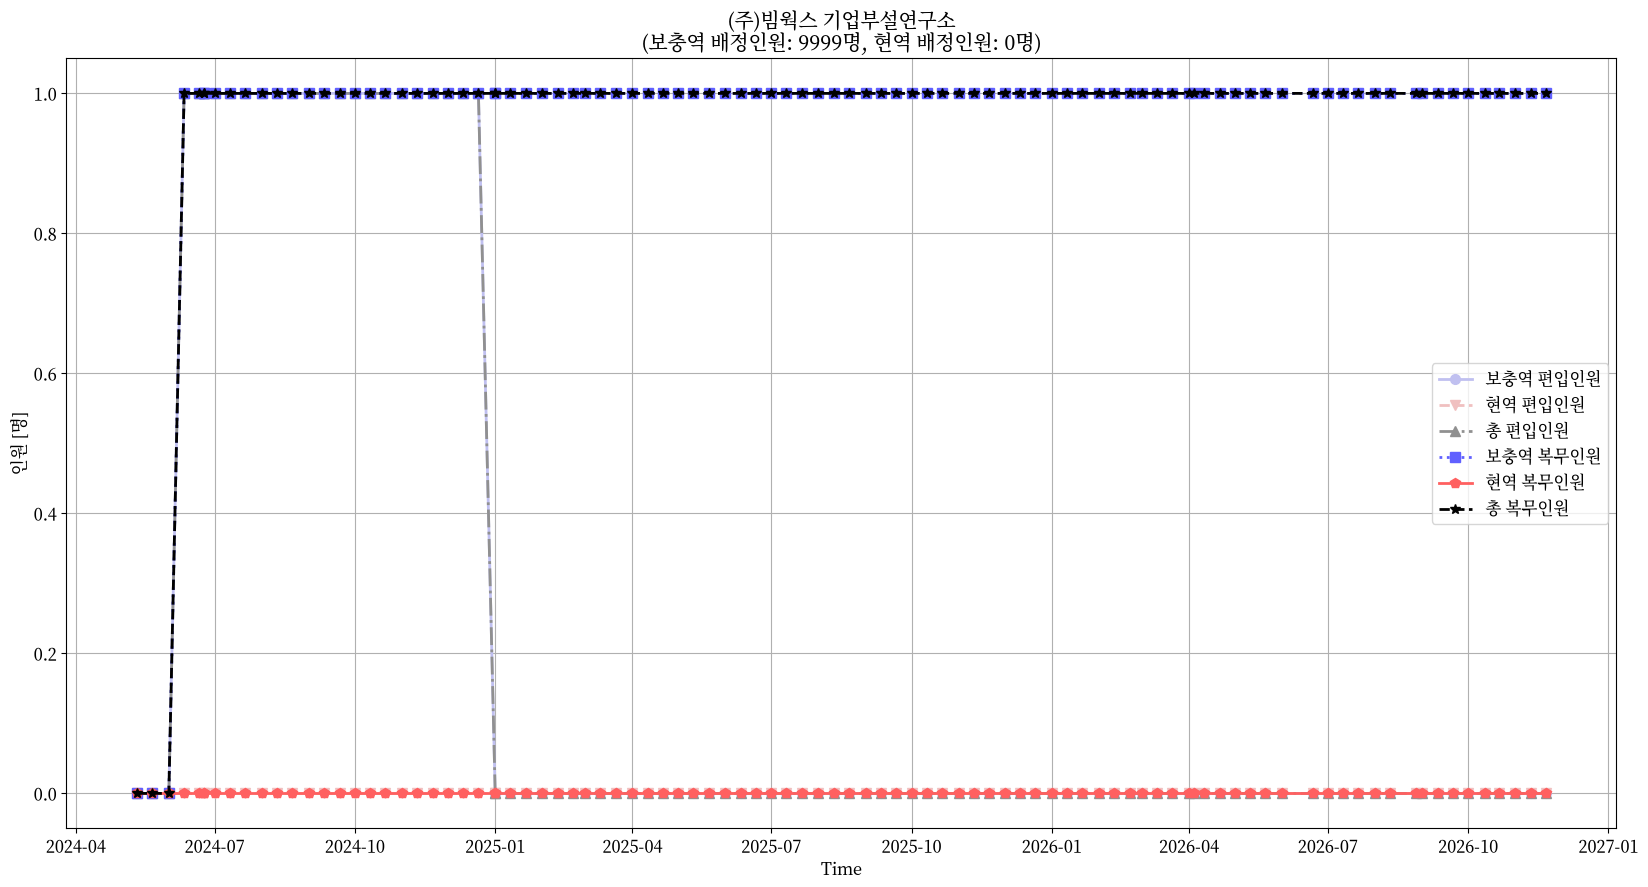 (주)빔웍스 기업부설연구소
(보충역 배정인원: 9999명, 현역 배정인원: 0명)
인원 [명]
1.0
0.8
0.6
0.4
0.2
0.0
보충역 편입인원
현역 편입인원
총 편입인원
보충역 복무인원
현역 복무인원
총 복무인원
2024-04 2024-07 2024-10 2025-01 2025-04 2025-07 2025-10 2026-01 2026-04 2026-07 2026-10 2027-01
Time